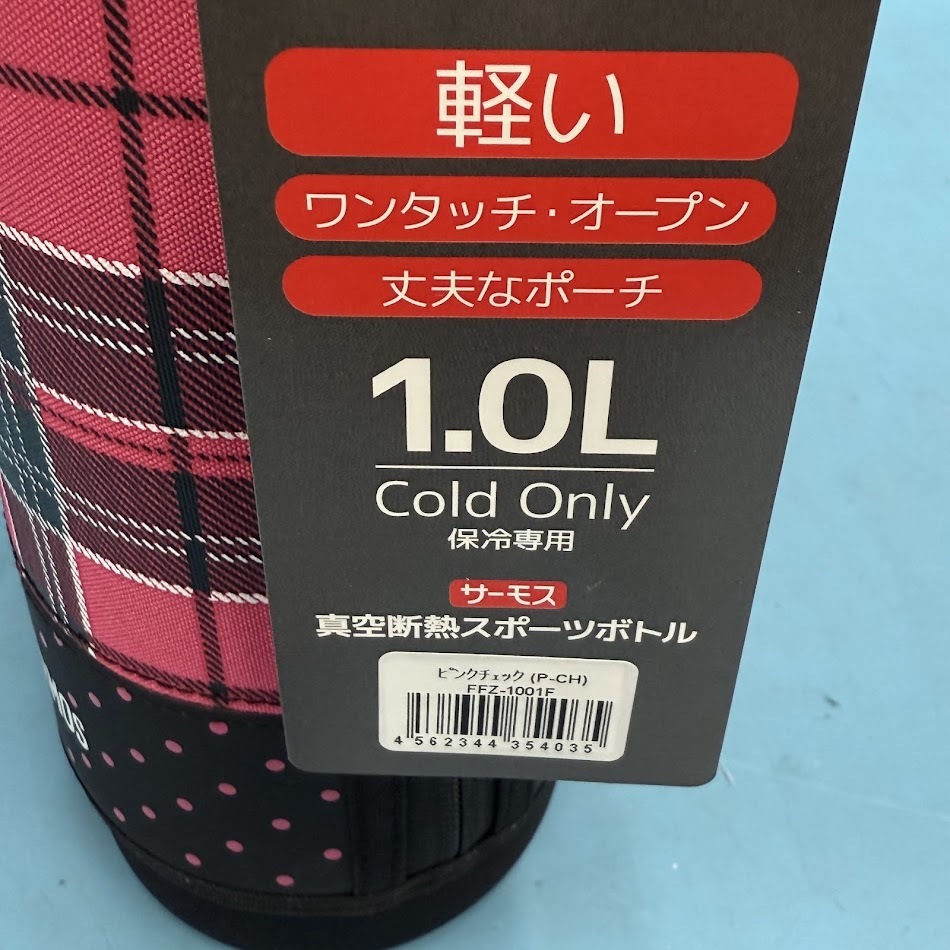 軽い
ワンタッチ・オープン
丈夫なポーチ
1.0L
Cold Only
保冷専用
サーモス
真空断熱スポーツボトル
ピンクチェック (P-CH)
FFZ-1001F
4 562344 354035